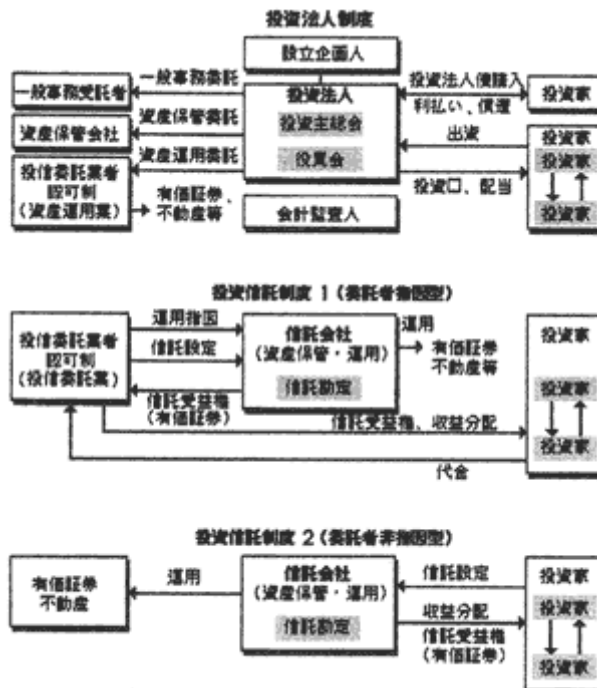 投資法人制度
設立企画人
一般事務委託
一般事務受託者
資産保管委託
資産保管会社
資産運用委託
投信委託業者
認可制
(資産運用業)
有価証券、
不動産等
投資法人
投資主総会
役員会
会計監査人
投資法人債購入
利払い、償還
出資
投資口、配当
投資家
投資家
投資家
投資家
投資信託制度 1 (委託者指図型)
投信委託業者
認可制
(投信委託業)
運用指図
信託設定
信託受益権
(有価証券)
信託会社
(資産保管・運用)
信託勘定
運用
有価証券
不動産等
信託受益権、収益分配
代金
投資家
投資家
投資家
投資信託制度 2 (委託者非指図型)
有価証券
不動産
運用
信託会社
(資産保管・運用)
信託勘定
信託設定
収益分配
信託受益権
(有価証券)
投資家
投資家
投資家